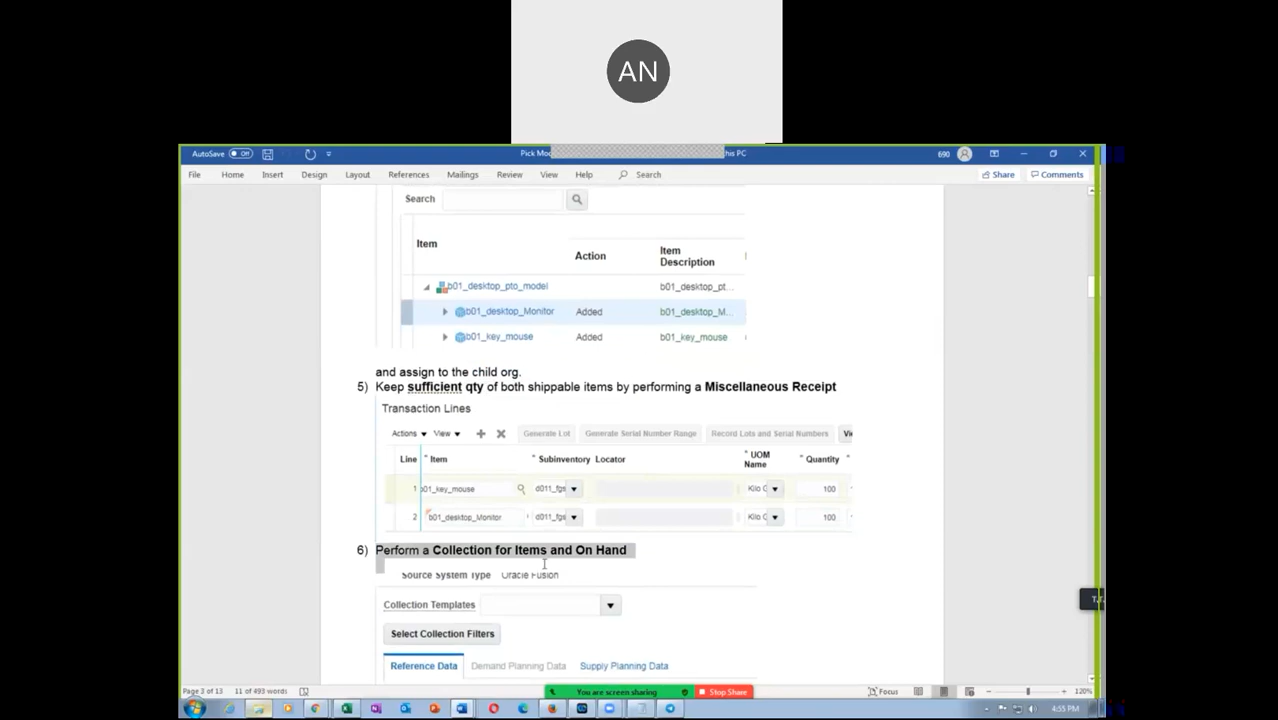 AN
AutoSave Off
Pick Mod
his PC
690
File Home Insert Design Layout References Mailings Review View Help Search
Share Comments
Search
Item
Action
Item Description
b01_desktop_pto_model
b01_desktop_pt...
b01_desktop_Monitor Added b01_desktop_M...
b01_key_mouse Added b01_key_mouse
and assign to the child org.
5) Keep sufficient qty of both shippable items by performing a Miscellaneous Receipt
Transaction Lines
Actions View Generate Lot Generate Serial Number Range Record Lots and Serial Numbers
Line * Item * Subinventory Locator * UOM Name * Quantity
1 b01_key_mouse d011_fgs Kilo G 100
2 b01_desktop_Monitor d011_fgs Kilo G 100
6) Perform a Collection for Items and On Hand
Source System Type Oracle Fusion
Collection Templates
Select Collection Filters
Reference Data Demand Planning Data Supply Planning Data
Page 3 of 13 11 of 493 words
Focus
120%
You are screen sharing Stop Share
4:55 PM